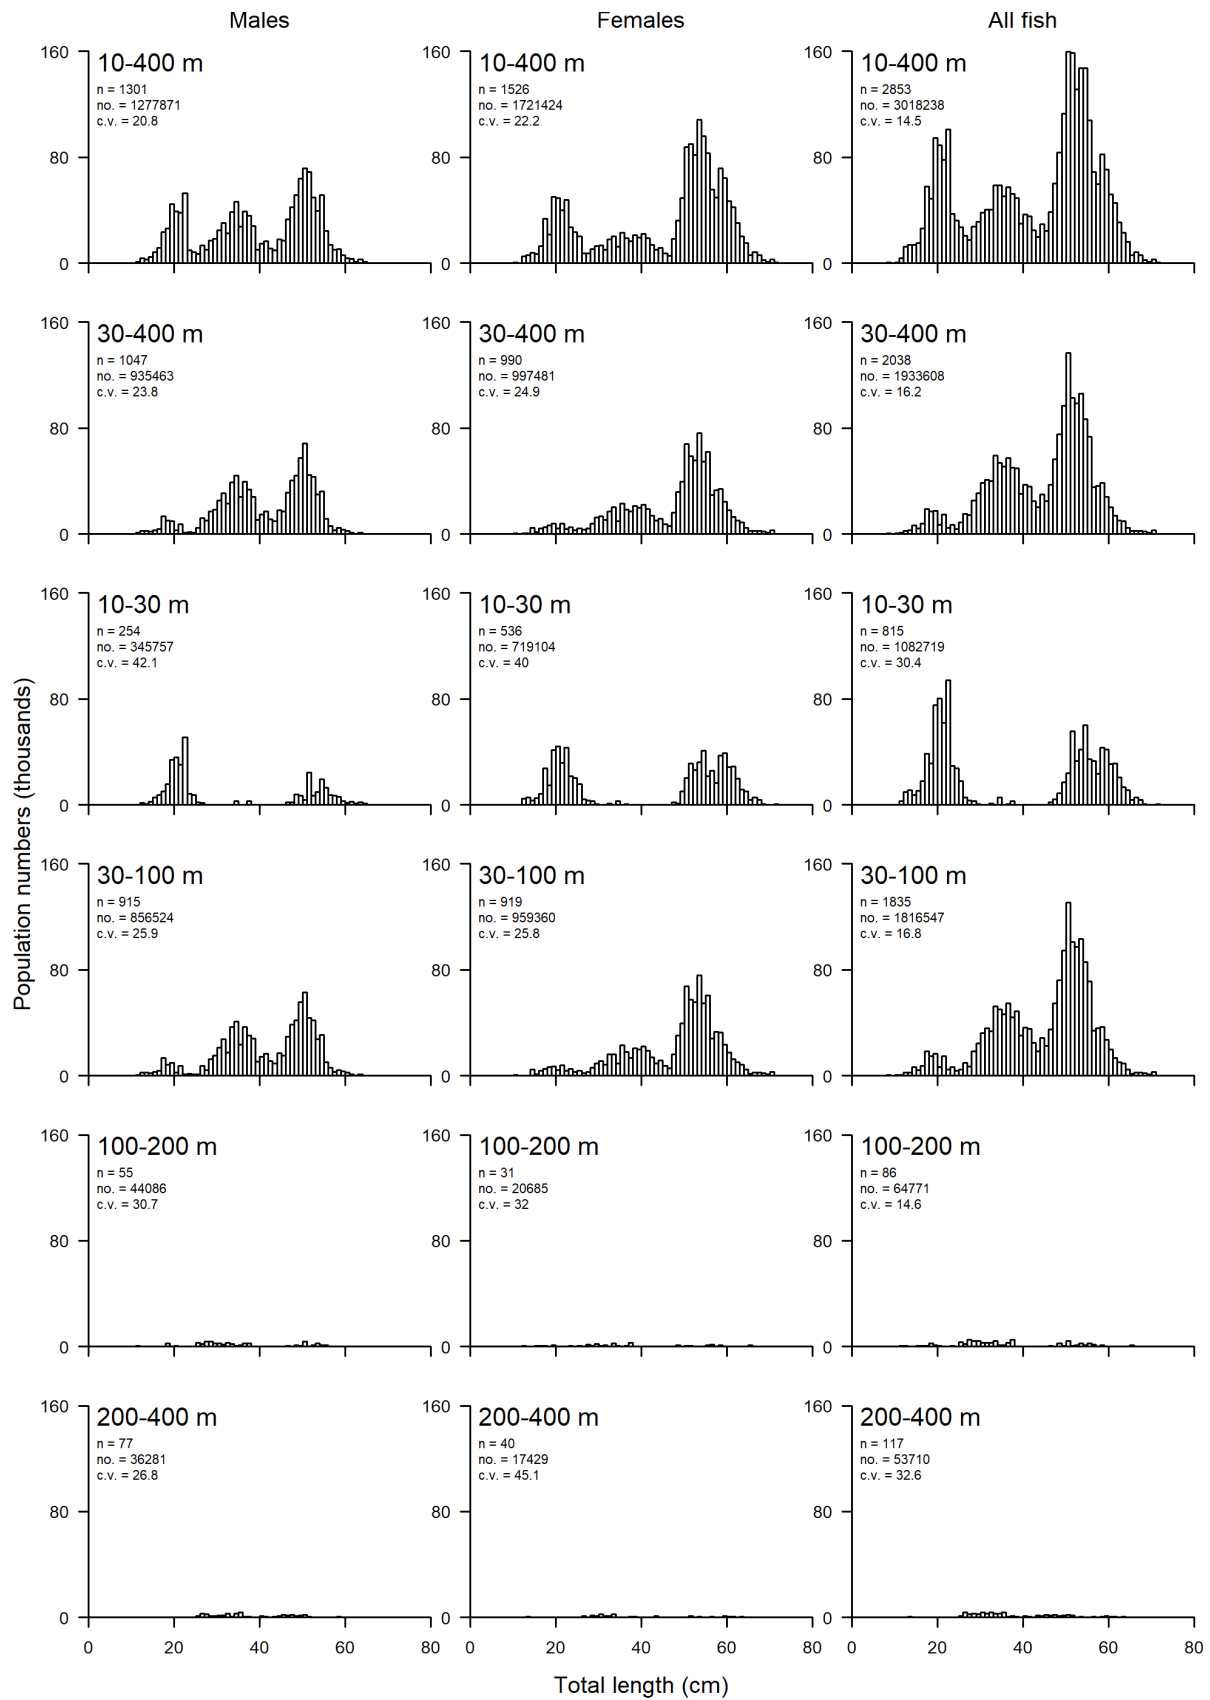 Males Females All fish
160 160 160
10-400 m 10-400 m 10-400 m
n = 1301 n = 1526 n = 2853
no. = 1277871 no. = 1721424 no. = 3018238
c.v. = 20.8 c.v. = 22.2 c.v. = 14.5
80 80 80
0 0 0
160 160 160
30-400 m 30-400 m 30-400 m
n = 1047 n = 990 n = 2038
no. = 935463 no. = 997481 no. = 1933608
c.v. = 23.8 c.v. = 24.9 c.v. = 16.2
80 80 80
0 0 0
160 160 160
10-30 m 10-30 m 10-30 m
n = 254 n = 536 n = 815
no. = 345757 no. = 719104 no. = 1082719
c.v. = 42.1 c.v. = 40 c.v. = 30.4
80 80 80
0 0 0
Population numbers (thousands)
160 160 160
30-100 m 30-100 m 30-100 m
n = 915 n = 919 n = 1835
no. = 856524 no. = 959360 no. = 1816547
c.v. = 25.9 c.v. = 25.8 c.v. = 16.8
80 80 80
0 0 0
160 160 160
100-200 m 100-200 m 100-200 m
n = 55 n = 31 n = 86
no. = 44086 no. = 20685 no. = 64771
c.v. = 30.7 c.v. = 32 c.v. = 14.6
80 80 80
0 0 0
160 160 160
200-400 m 200-400 m 200-400 m
n = 77 n = 40 n = 117
no. = 36281 no. = 17429 no. = 53710
c.v. = 26.8 c.v. = 45.1 c.v. = 32.6
80 80 80
0 0 0
0 20 40 60 80 0 20 40 60 80 0 20 40 60 80
Total length (cm)